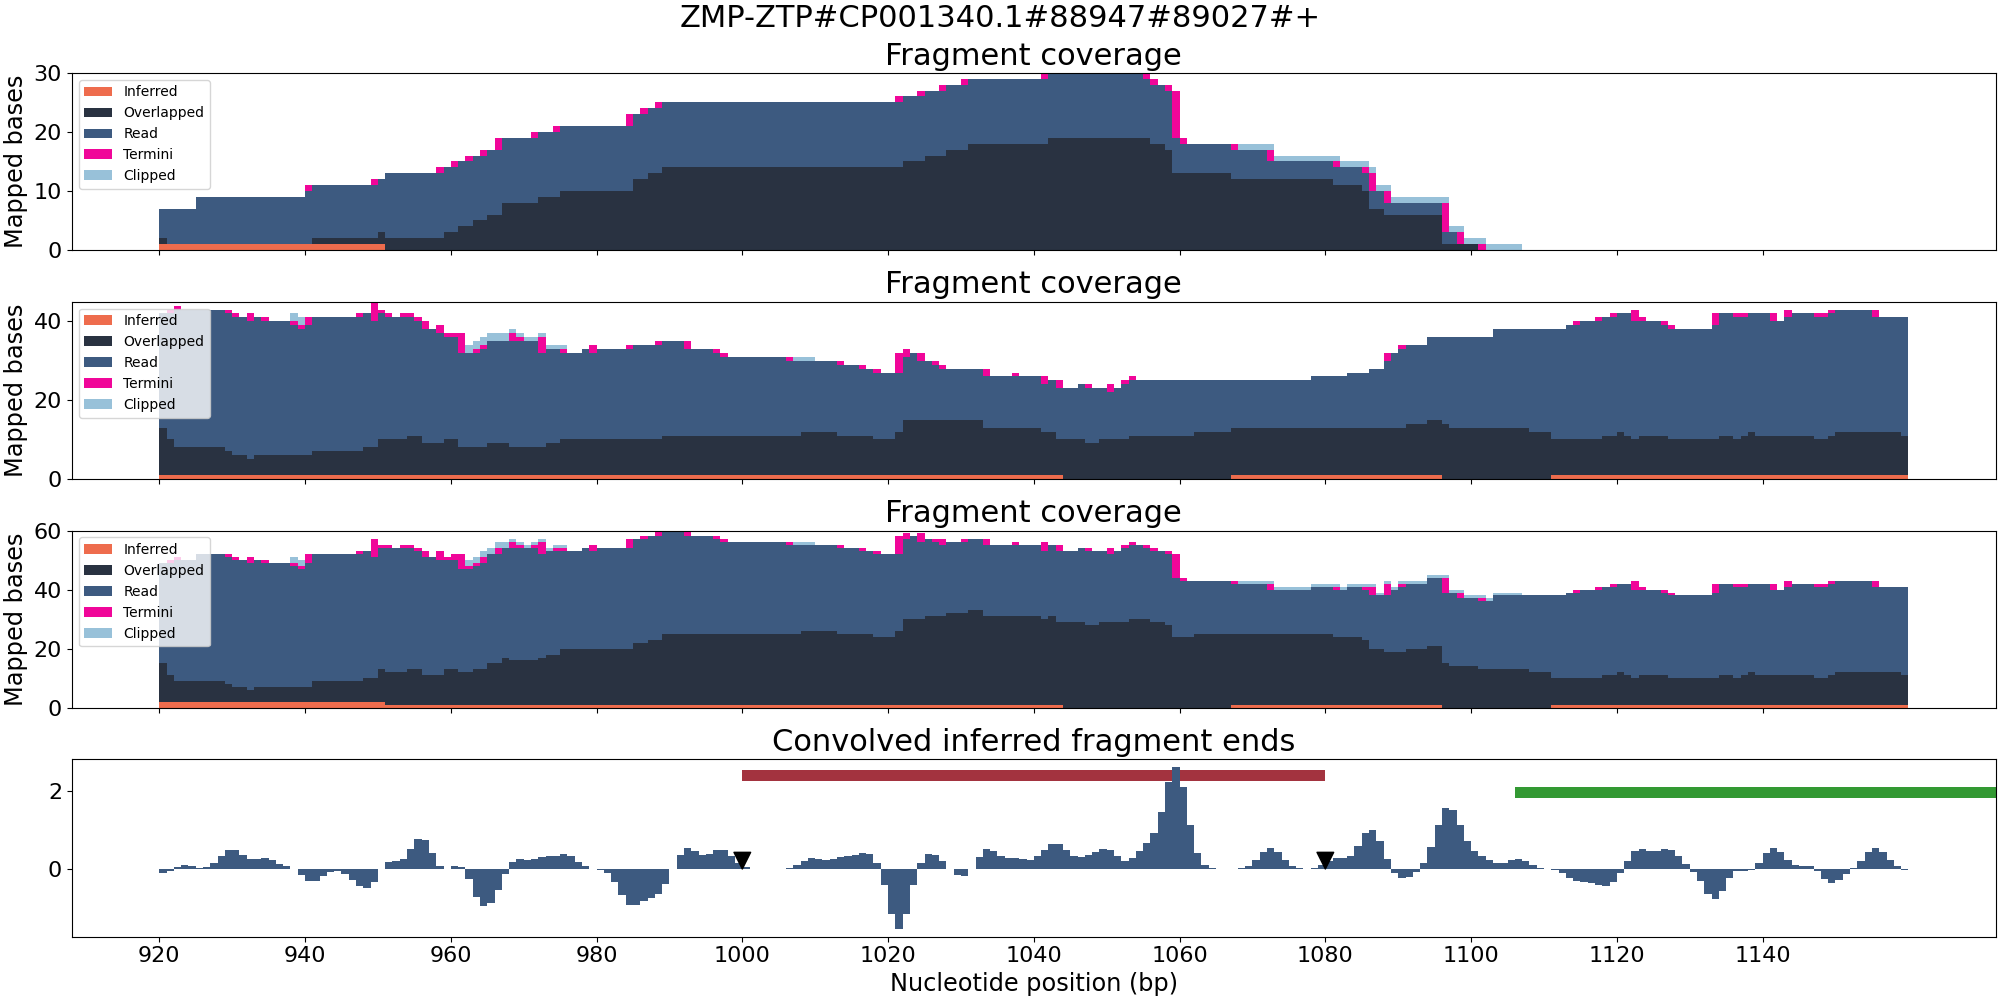 ZMP-ZTP#CP001340.1#88947#89027#+
Fragment coverage
Mapped bases
30
20
10
0
Inferred
Overlapped
Read
Termini
Clipped
Fragment coverage
Mapped bases
40
20
0
Inferred
Overlapped
Read
Termini
Clipped
Fragment coverage
Mapped bases
60
40
20
0
Inferred
Overlapped
Read
Termini
Clipped
Convolved inferred fragment ends
2
0
920 940 960 980 1000 1020 1040 1060 1080 1100 1120 1140
Nucleotide position (bp)